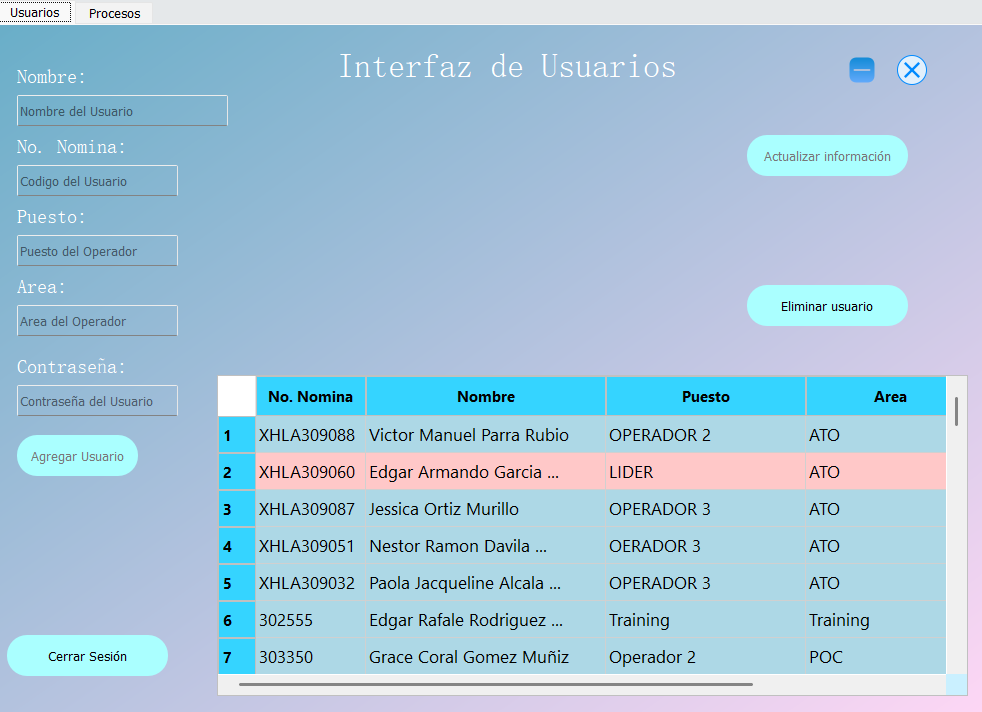 Usuarios Procesos
Interfaz de Usuarios
Nombre:
Nombre del Usuario
No. Nomina:
Codigo del Usuario
Puesto:
Puesto del Operador
Area:
Area del Operador
Contraseña:
Contraseña del Usuario
Agregar Usuario
Cerrar Sesión
Actualizar información
Eliminar usuario
No. Nomina Nombre Puesto Area
1 XHLA309088 Victor Manuel Parra Rubio OPERADOR 2 ATO
2 XHLA309060 Edgar Armando Garcia ... LIDER ATO
3 XHLA309087 Jessica Ortiz Murillo OPERADOR 3 ATO
4 XHLA309051 Nestor Ramon Davila ... OERADOR 3 ATO
5 XHLA309032 Paola Jacqueline Alcala ... OPERADOR 3 ATO
6 302555 Edgar Rafale Rodriguez ... Training Training
7 303350 Grace Coral Gomez Muñiz Operador 2 POC